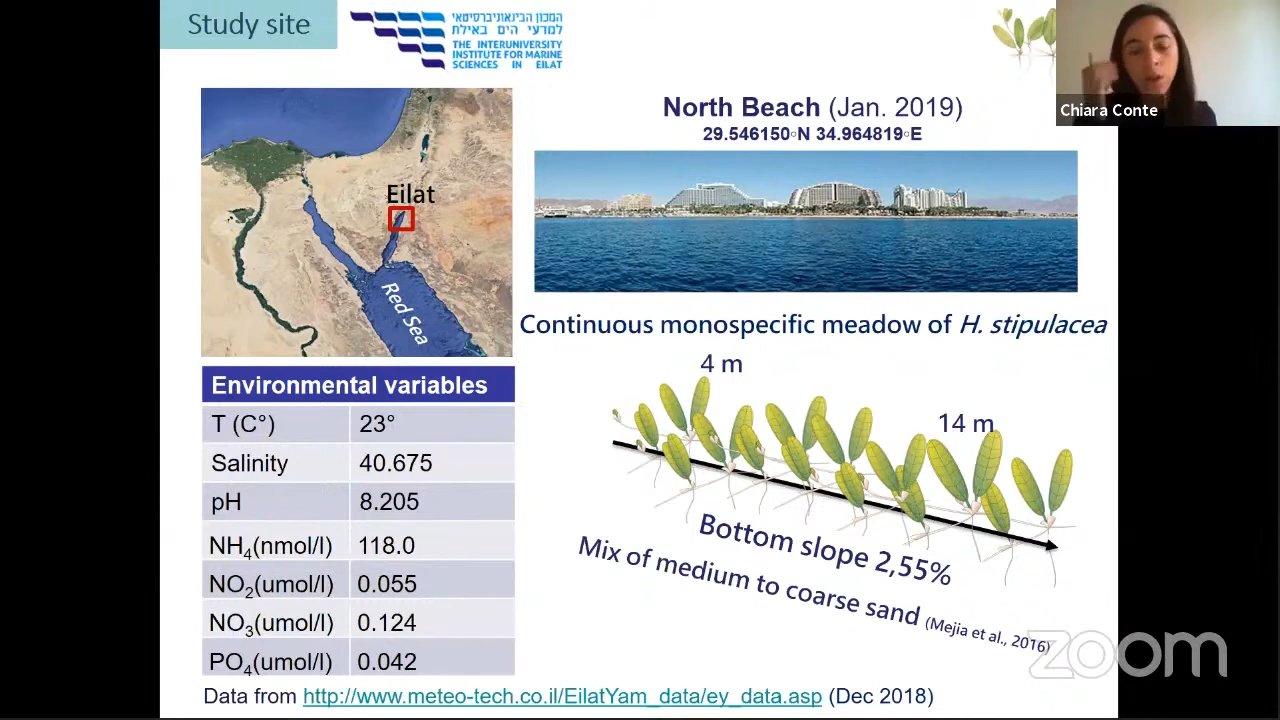 Study site
המכון הבינאוניברסיטאי
למדעי הים באילת
THE INTERUNIVERSITY
INSTITUTE FOR MARINE
SCIENCES IN EILAT
Chiara Conte
North Beach (Jan. 2019)
29.546150◦N 34.964819◦E
Eilat
Red Sea
Continuous monospecific meadow of H. stipulacea
4 m
14 m
Bottom slope 2,55%
Mix of medium to coarse sand (Mejia et al., 2016)
Environmental variables
T (C°) 23°
Salinity 40.675
pH 8.205
NH4(nmol/l) 118.0
NO2(umol/l) 0.055
NO3(umol/l) 0.124
PO4(umol/l) 0.042
Data from http://www.meteo-tech.co.il/EilatYam_data/ey_data.asp (Dec 2018)
zoom